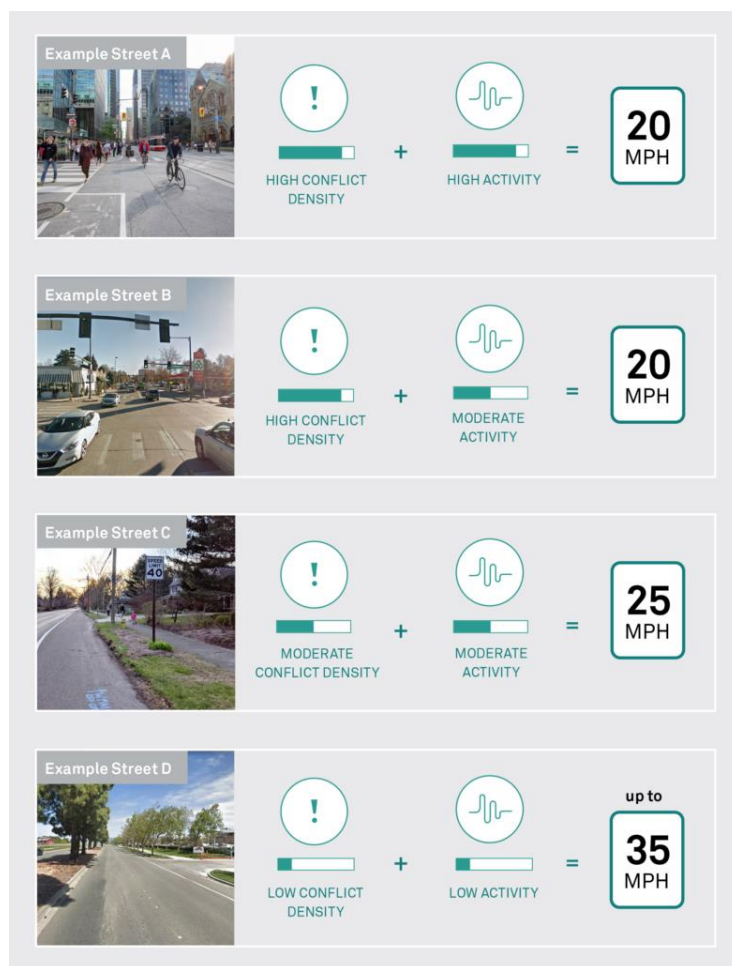 Example Street A
!
+
=
20
MPH
HIGH CONFLICT
DENSITY
HIGH ACTIVITY
Example Street B
!
+
=
20
MPH
HIGH CONFLICT
DENSITY
MODERATE
ACTIVITY
Example Street C
SPEED
LIMIT
40
!
+
=
25
MPH
MODERATE
CONFLICT DENSITY
MODERATE
ACTIVITY
Example Street D
!
+
=
up to
35
MPH
LOW CONFLICT
DENSITY
LOW ACTIVITY